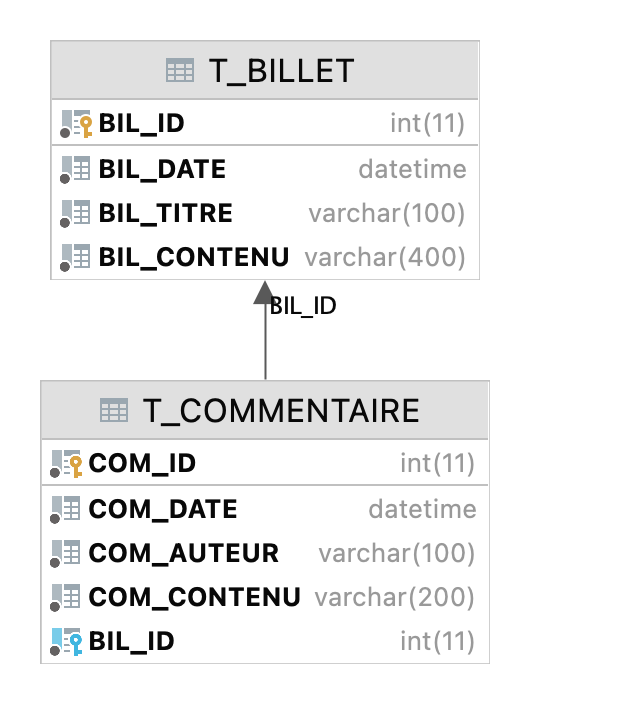 T_BILLET
BIL_ID int(11)
BIL_DATE datetime
BIL_TITRE varchar(100)
BIL_CONTENU varchar(400)
BIL_ID
T_COMMENTAIRE
COM_ID int(11)
COM_DATE datetime
COM_AUTEUR varchar(100)
COM_CONTENU varchar(200)
BIL_ID int(11)